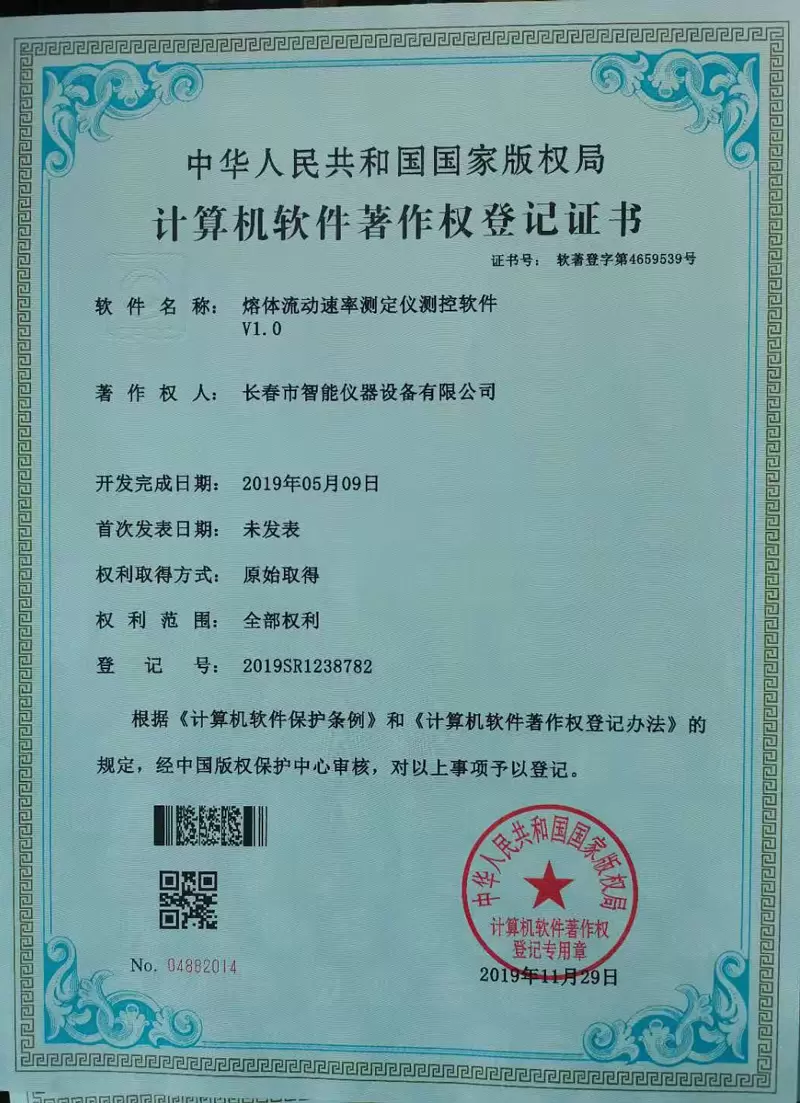 中华人民共和国国家版权局
计算机软件著作权登记证书
证书号： 软著登字第4659539号
软件名称： 熔体流动速率测定仪测控软件
V1.0
著作权人： 长春市智能仪器设备有限公司
开发完成日期： 2019年05月09日
首次发表日期： 未发表
权利取得方式： 原始取得
权利范围： 全部权利
登记号： 2019SR1238782
根据《计算机软件保护条例》和《计算机软件著作权登记办法》的
规定，经中国版权保护中心审核，对以上事项予以登记。
中华人民共和国国家版权局
计算机软件著作权
登记专用章
No. 04882014
2019年11月29日